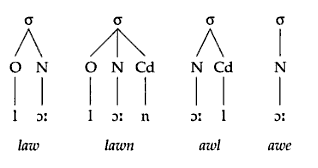 σ σ σ σ
O N O N Cd N Cd N
l ɔː l ɔː n ɔː l ɔː
law lawn awl awe